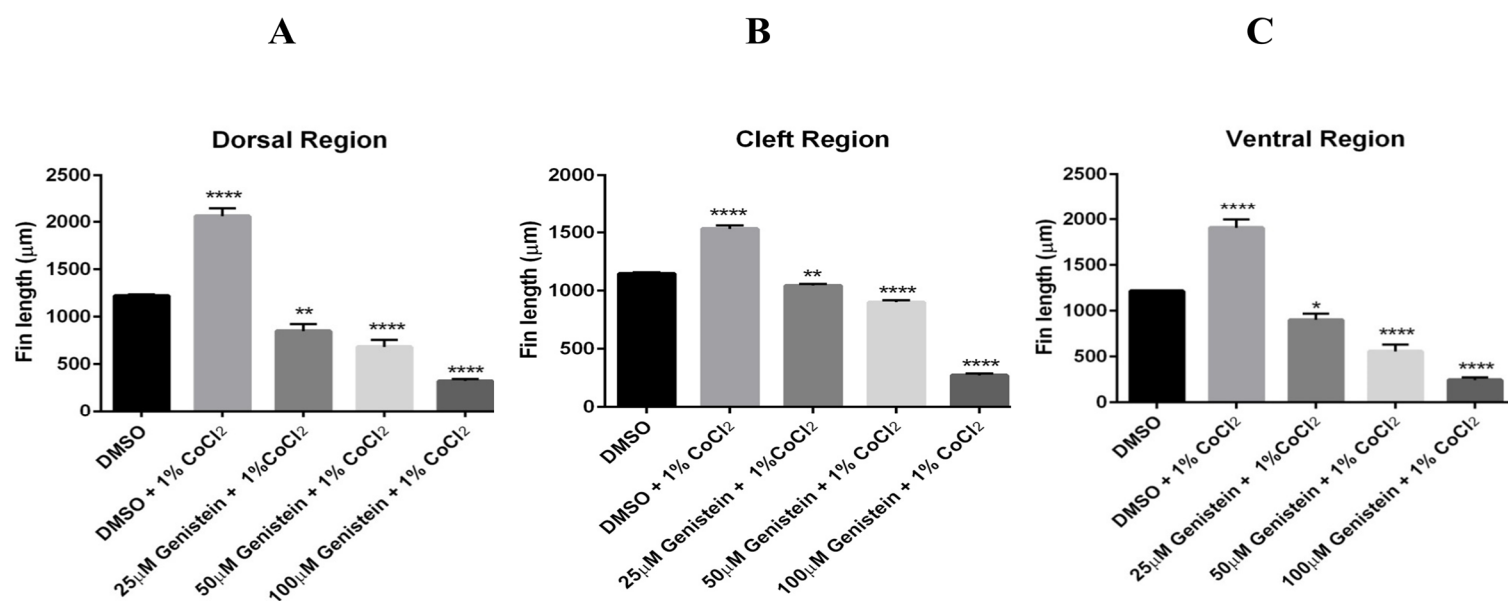 A
B
C
Dorsal Region
Fin length (μm)
2500
2000
1500
1000
500
0
****
**
****
****
DMSO
DMSO + 1% CoCl2
25μM Genistein + 1%CoCl2
50μM Genistein + 1% CoCl2
100μM Genistein + 1% CoCl2
Cleft Region
Fin length (μm)
2000
1500
1000
500
0
****
**
****
****
DMSO
DMSO + 1% CoCl2
25μM Genistein + 1%CoCl2
50μM Genistein + 1% CoCl2
100μM Genistein + 1% CoCl2
Ventral Region
Fin length (μm)
2500
2000
1500
1000
500
0
****
*
****
****
DMSO
DMSO + 1% CoCl2
25μM Genistein + 1%CoCl2
50μM Genistein + 1% CoCl2
100μM Genistein + 1% CoCl2